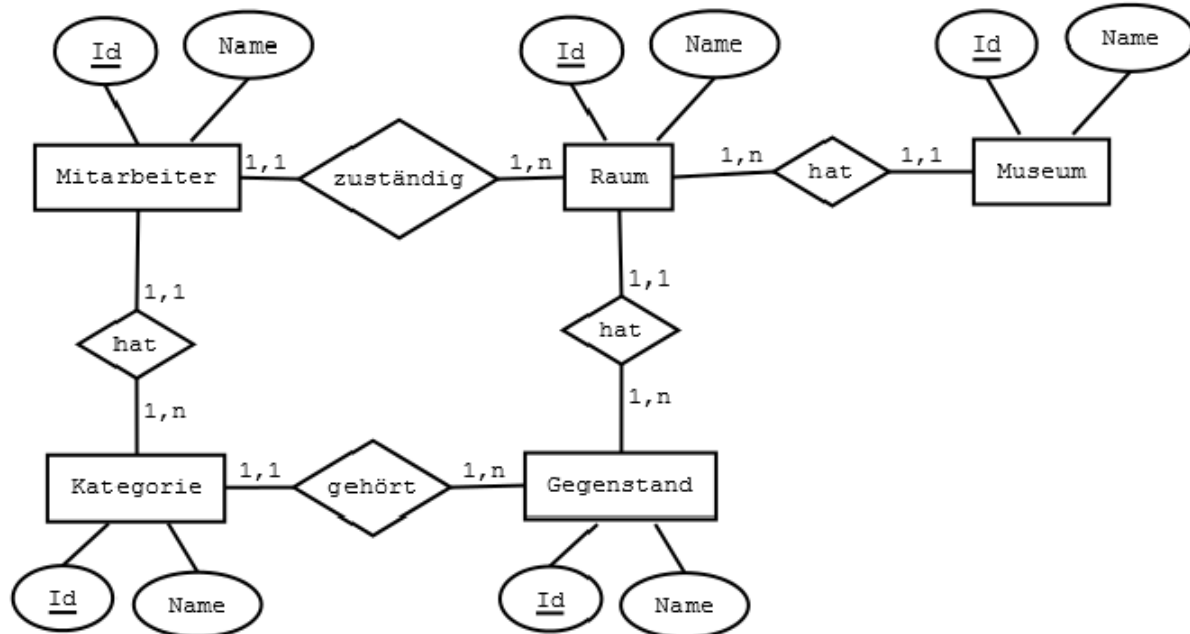 Id
Name
Id
Name
Id
Name
Mitarbeiter
1,1
zuständig
1,n
Raum
1,n
hat
1,1
Museum
1,1
hat
1,n
1,1
hat
1,n
Kategorie
1,1
gehört
1,n
Gegenstand
Id
Name
Id
Name